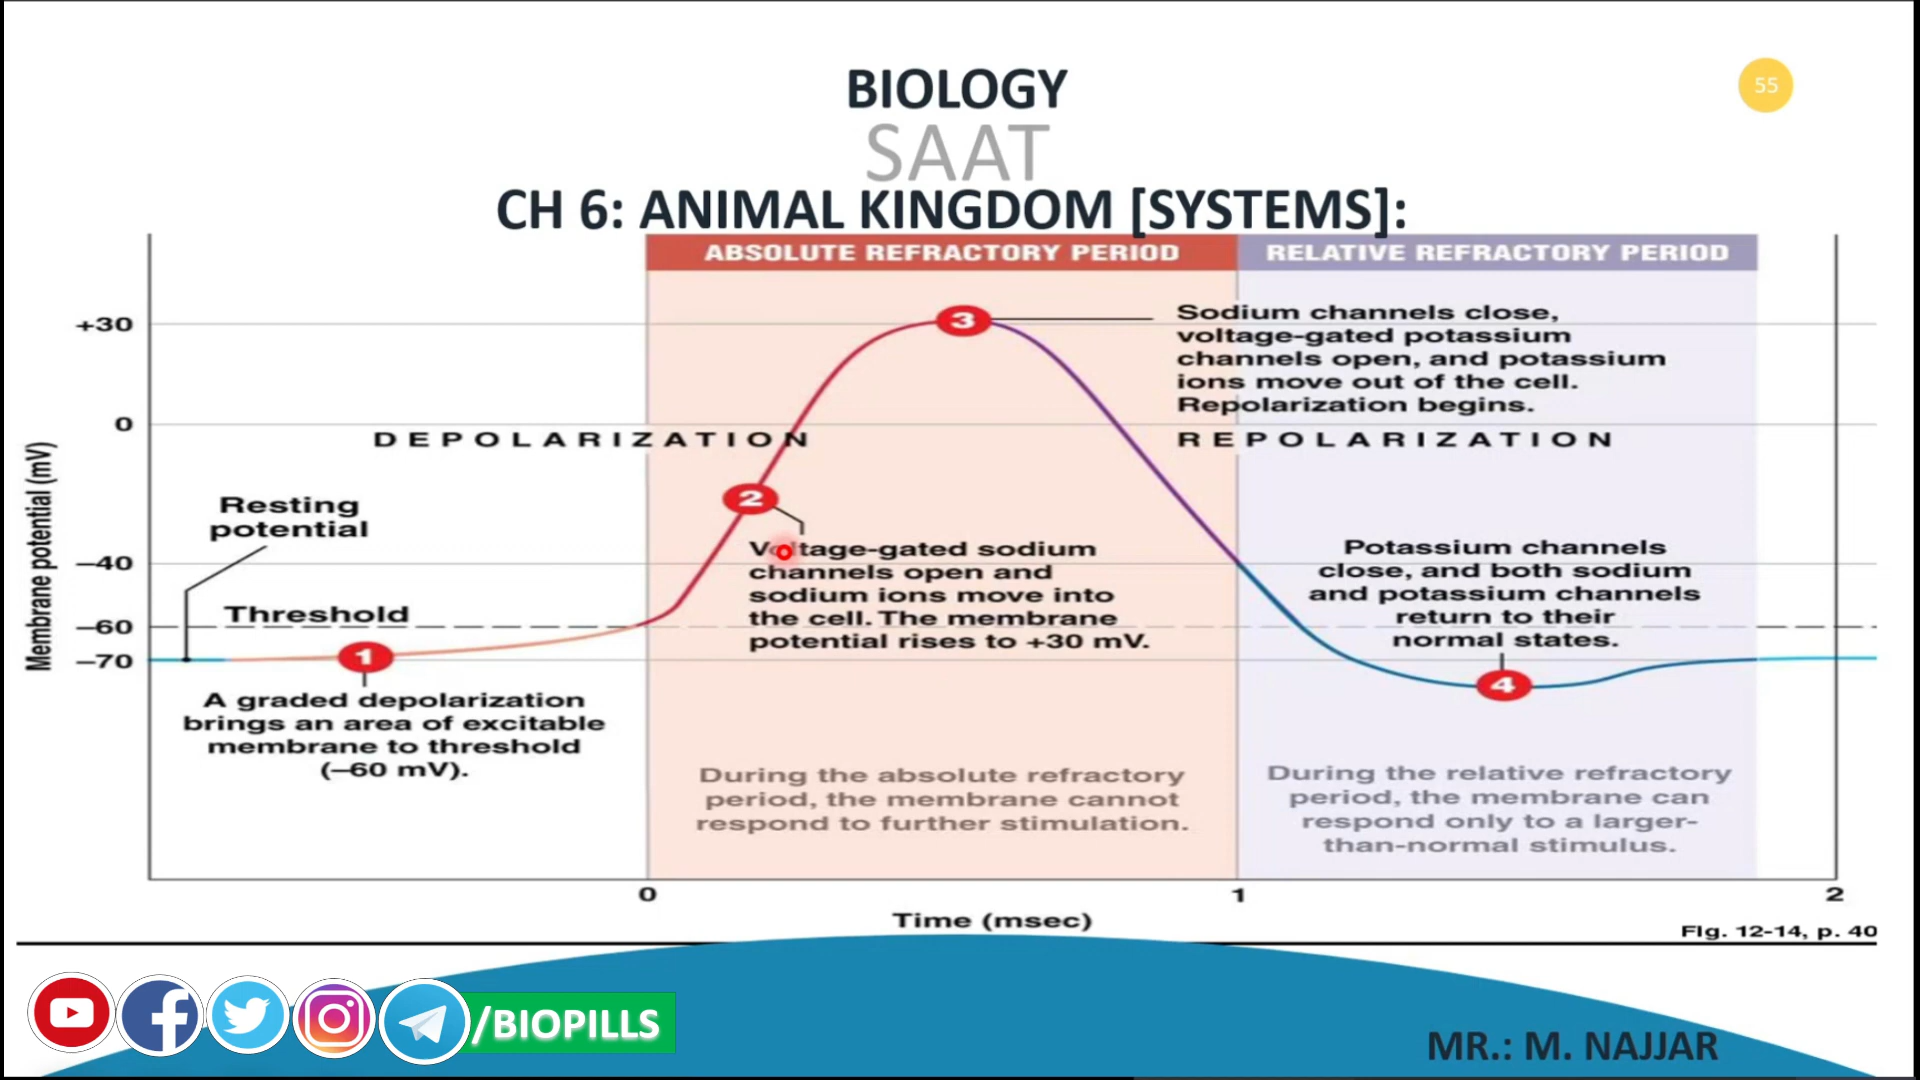 BIOLOGY
55
SAAT
CH 6: ANIMAL KINGDOM [SYSTEMS]:
ABSOLUTE REFRACTORY PERIOD
RELATIVE REFRACTORY PERIOD
+30
3
Sodium channels close,
voltage-gated potassium
channels open, and potassium
ions move out of the cell.
Repolarization begins.
0
DEPOLARIZATION
REPOLARIZATION
Membrane potential (mV)
Resting
potential
2
Voltage-gated sodium
channels open and
sodium ions move into
the cell. The membrane
potential rises to +30 mV.
Potassium channels
close, and both sodium
and potassium channels
return to their
normal states.
–40
Threshold
–60
–70
1
4
A graded depolarization
brings an area of excitable
membrane to threshold
(–60 mV).
During the absolute refractory
period, the membrane cannot
respond to further stimulation.
During the relative refractory
period, the membrane can
respond only to a larger-
than-normal stimulus.
0
1
2
Time (msec)
Fig. 12-14, p. 40
/BIOPILLS
MR.: M. NAJJAR